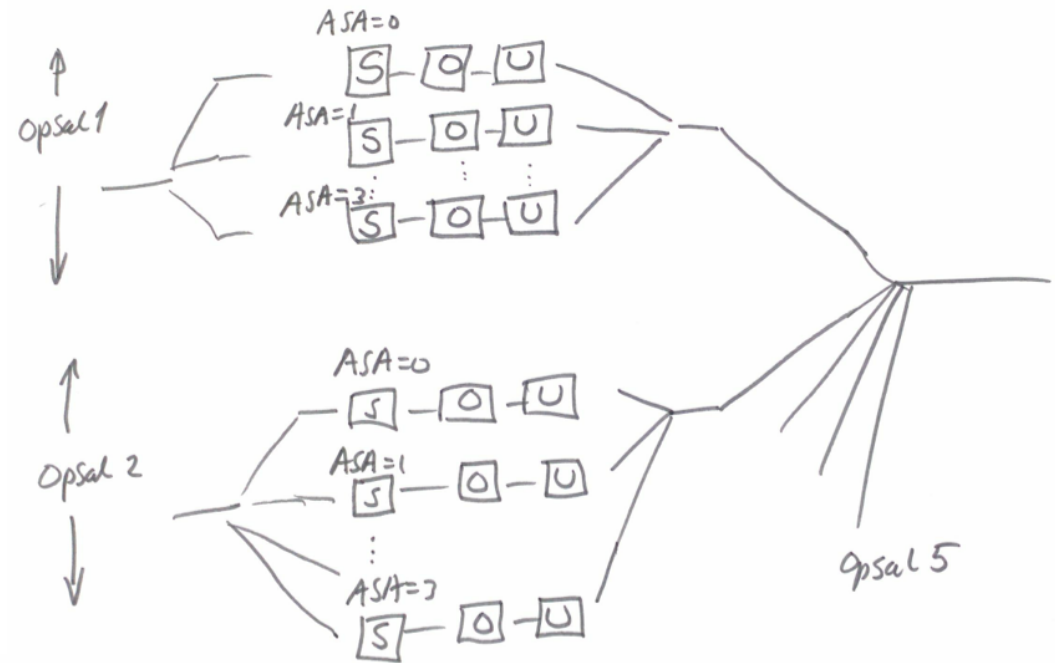 ASA=0
S O U
Opsal 1
ASA=1
S O U
ASA=3
S O U
ASA=0
S O U
Opsal 2
ASA=1
S O U
ASA=3
S O U
Opsal 5